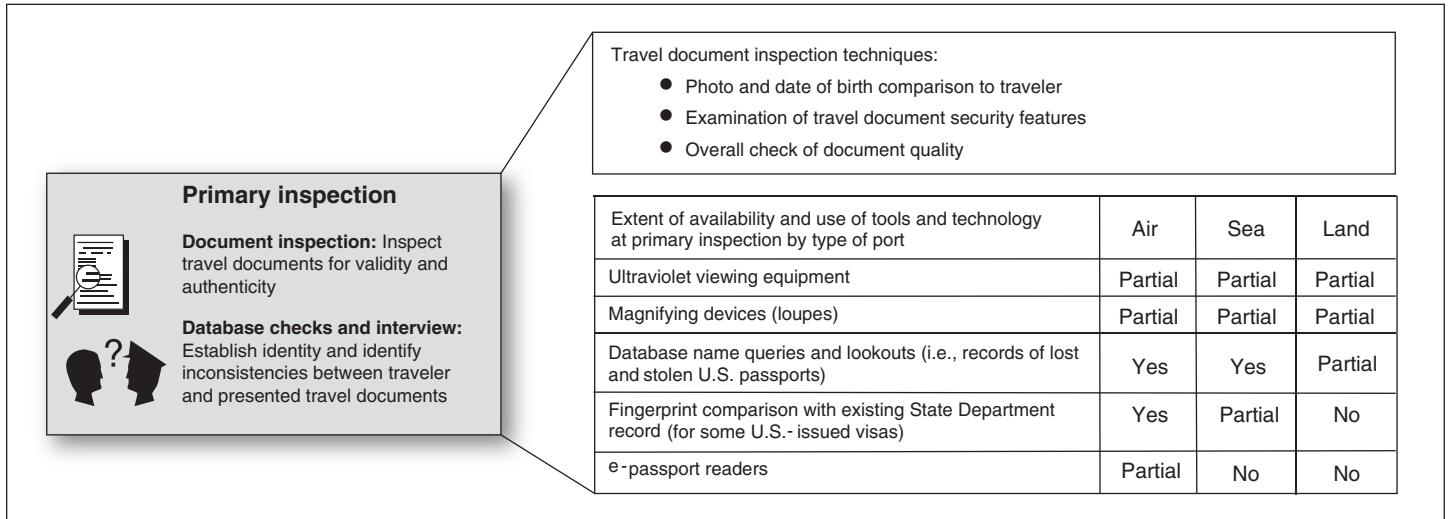 Primary inspection
Document inspection: Inspect
travel documents for validity and
authenticity
?
Database checks and interview:
Establish identity and identify
inconsistencies between traveler
and presented travel documents
Travel document inspection techniques:
● Photo and date of birth comparison to traveler
● Examination of travel document security features
● Overall check of document quality
Extent of availability and use of tools and technology
at primary inspection by type of port
Air Sea Land
Ultraviolet viewing equipment Partial Partial Partial
Magnifying devices (loupes) Partial Partial Partial
Database name queries and lookouts (i.e., records of lost
and stolen U.S. passports)
Yes Yes Partial
Fingerprint comparison with existing State Department
record (for some U.S.- issued visas)
Yes Partial No
e-passport readers Partial No No